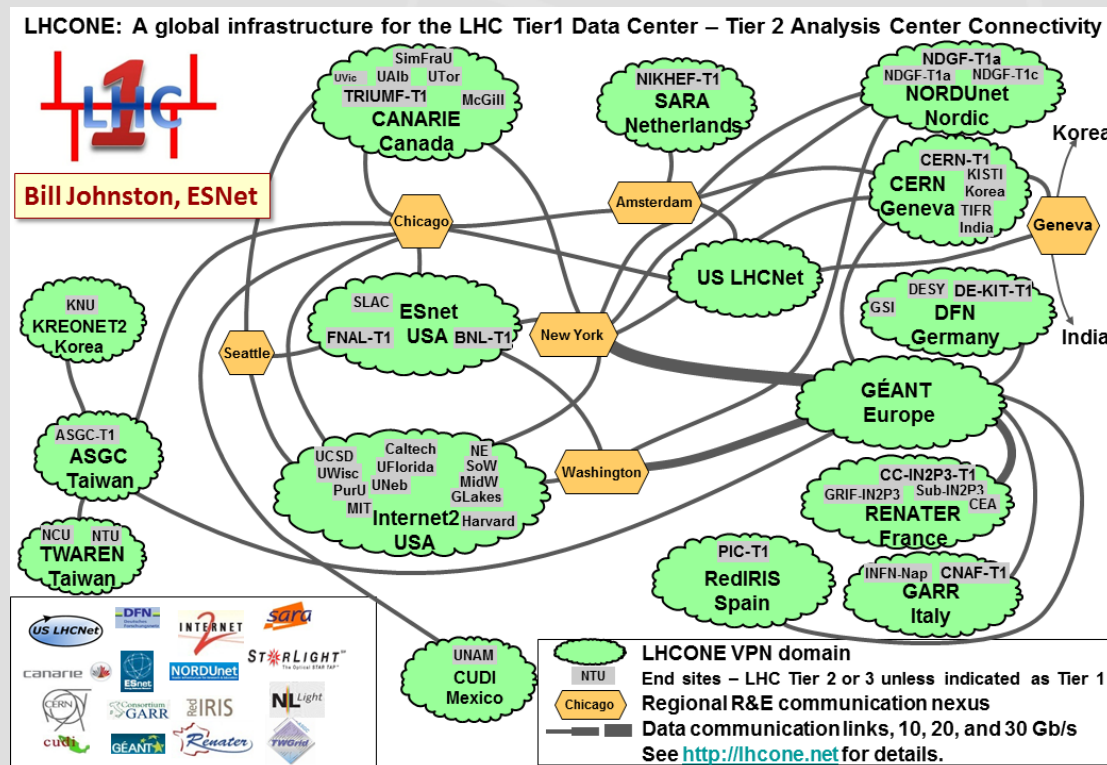 LHCONE: A global infrastructure for the LHC Tier1 Data Center – Tier 2 Analysis Center Connectivity
LHC
1
Bill Johnston, ESNet
SimFraU
UVic
UAlb
UTor
TRIUMF-T1
McGill
CANARIE
Canada
NIKHEF-T1
SARA
Netherlands
NDGF-T1a
NDGF-T1a
NDGF-T1c
NORDUnet
Nordic
Korea
CERN-T1
KISTI
CERN
Korea
Geneva
TIFR
India
Chicago
Amsterdam
Geneva
US LHCNet
India
KNU
KREONET2
Korea
SLAC
ESnet
FNAL-T1
USA
BNL-T1
Seattle
New York
DESY
DE-KIT-T1
GSI
DFN
Germany
GÉANT
Europe
ASGC-T1
ASGC
Taiwan
UCSD
Caltech
NE
UWisc
UFlorida
SoW
PurU
UNeb
MidW
MIT
GLakes
Internet2
Harvard
USA
Washington
CC-IN2P3-T1
GRIF-IN2P3
Sub-IN2P3
CEA
RENATER
France
NCU
NTU
TWAREN
Taiwan
PIC-T1
RedIRIS
Spain
INFN-Nap
CNAF-T1
GARR
Italy
UNAM
CUDI
Mexico
US LHCNet
DFN
INTERNET
2
sara
canarie
ESnet
NORDUnet
STARLIGHT
CERN
Consortium
GARR
RedIRIS
NLLight
cudi
GÉANT
Renater
TWGrid
LHCONE VPN domain
NTU
End sites – LHC Tier 2 or 3 unless indicated as Tier 1
Chicago
Regional R&E communication nexus
Data communication links, 10, 20, and 30 Gb/s
See http://lhcone.net for details.